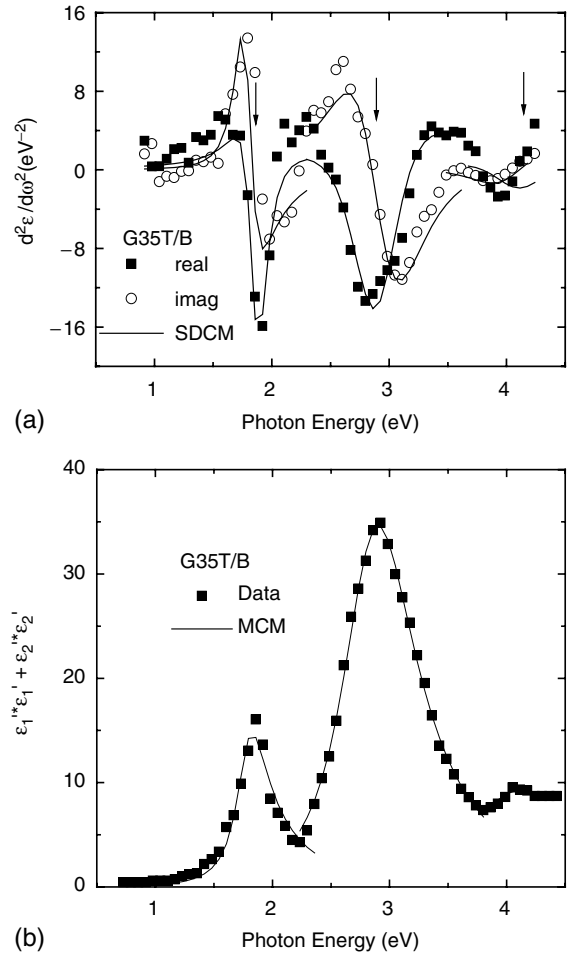 16
8
0
−8
−16
d²ε/dω²(eV⁻²)
G35T/B
real
imag
SDCM
1 2 3 4
Photon Energy (eV)
(a)
40
30
20
10
0
ε₁'*ε₁' + ε₂'*ε₂'
G35T/B
Data
MCM
1 2 3 4
Photon Energy (eV)
(b)